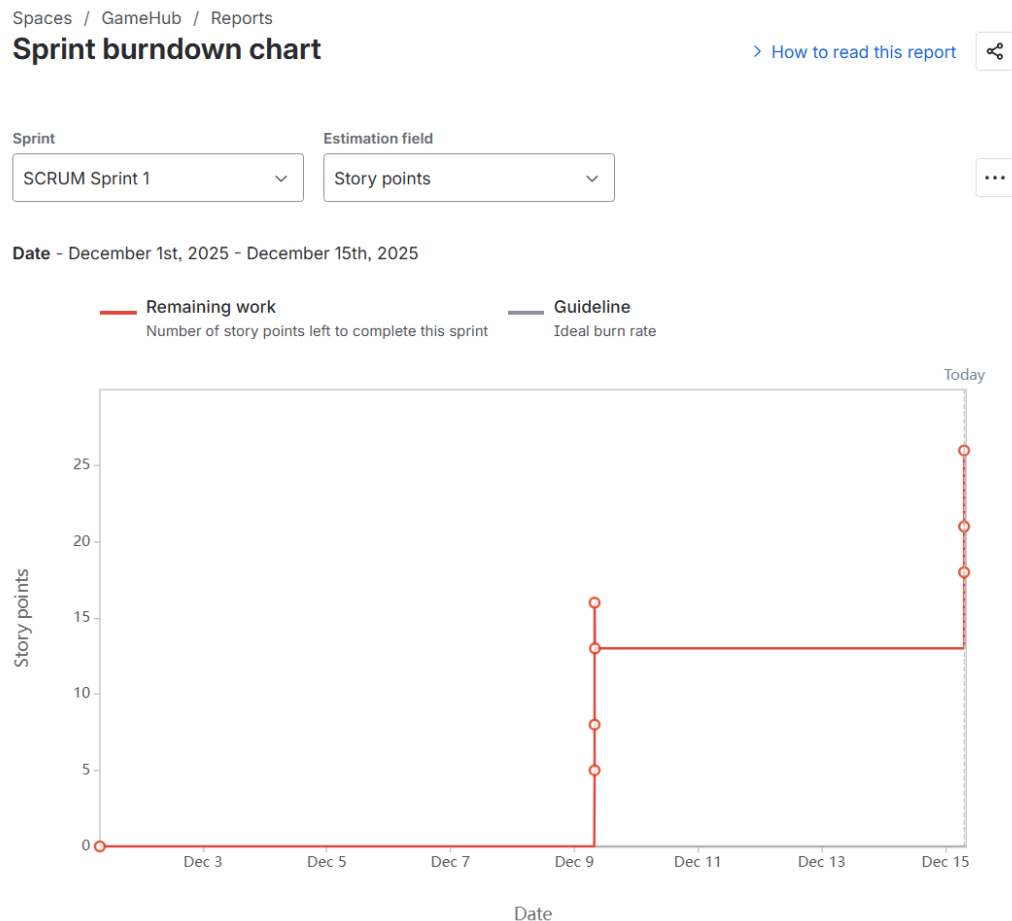 Spaces / GameHub / Reports
Sprint burndown chart
How to read this report
Sprint
Estimation field
SCRUM Sprint 1
Story points
Date - December 1st, 2025 - December 15th, 2025
Remaining work
Number of story points left to complete this sprint
Guideline
Ideal burn rate
Today
25
20
15
10
5
0
Story points
Dec 3
Dec 5
Dec 7
Dec 9
Dec 11
Dec 13
Dec 15
Date